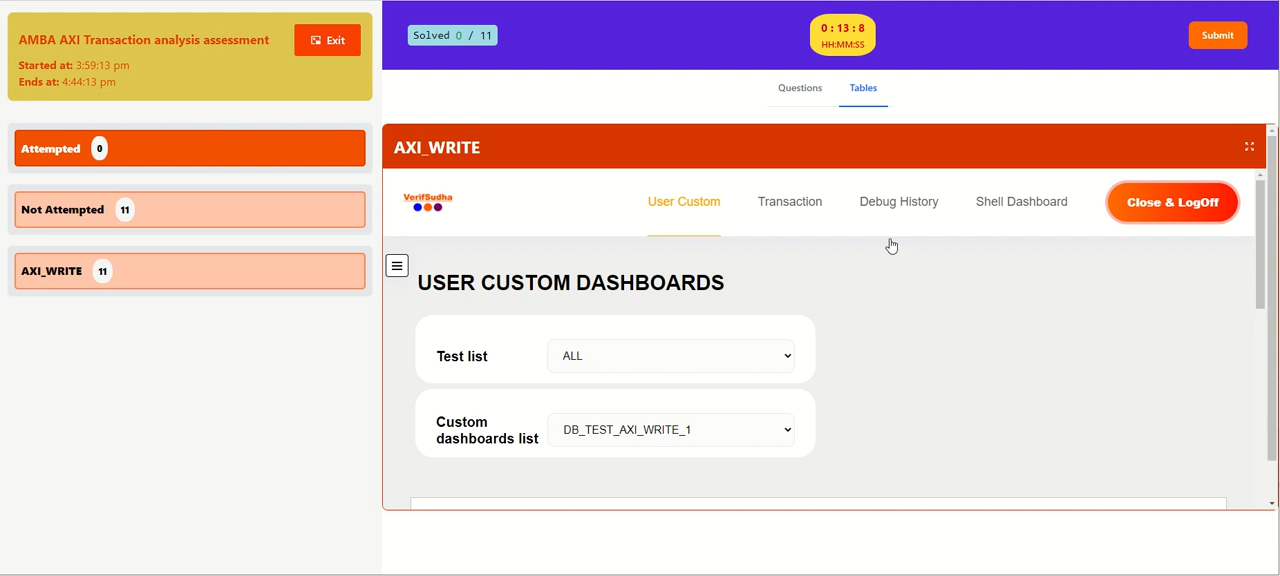 AMBA AXI Transaction analysis assessment
Exit
Started at: 3:59:13 pm
Ends at: 4:44:13 pm
Attempted 0
Not Attempted 11
AXI_WRITE 11
Solved 0 / 11
0 : 13 : 8
HH:MM:SS
Submit
Questions
Tables
AXI_WRITE
VerifSudha
User Custom
Transaction
Debug History
Shell Dashboard
Close & LogOff
USER CUSTOM DASHBOARDS
Test list
ALL
Custom
dashboards list
DB_TEST_AXI_WRITE_1